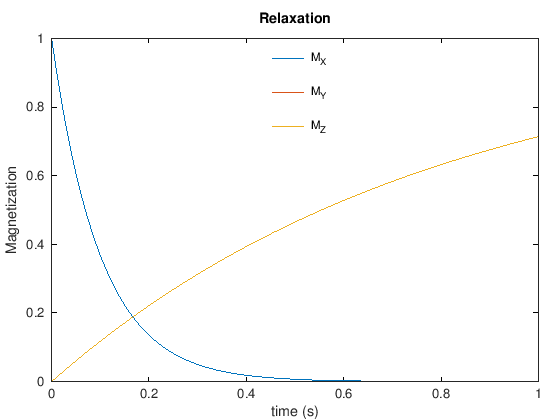 Relaxation
M_X
M_Y
M_Z
Magnetization
1
0.8
0.6
0.4
0.2
0
0 0.2 0.4 0.6 0.8 1
time (s)